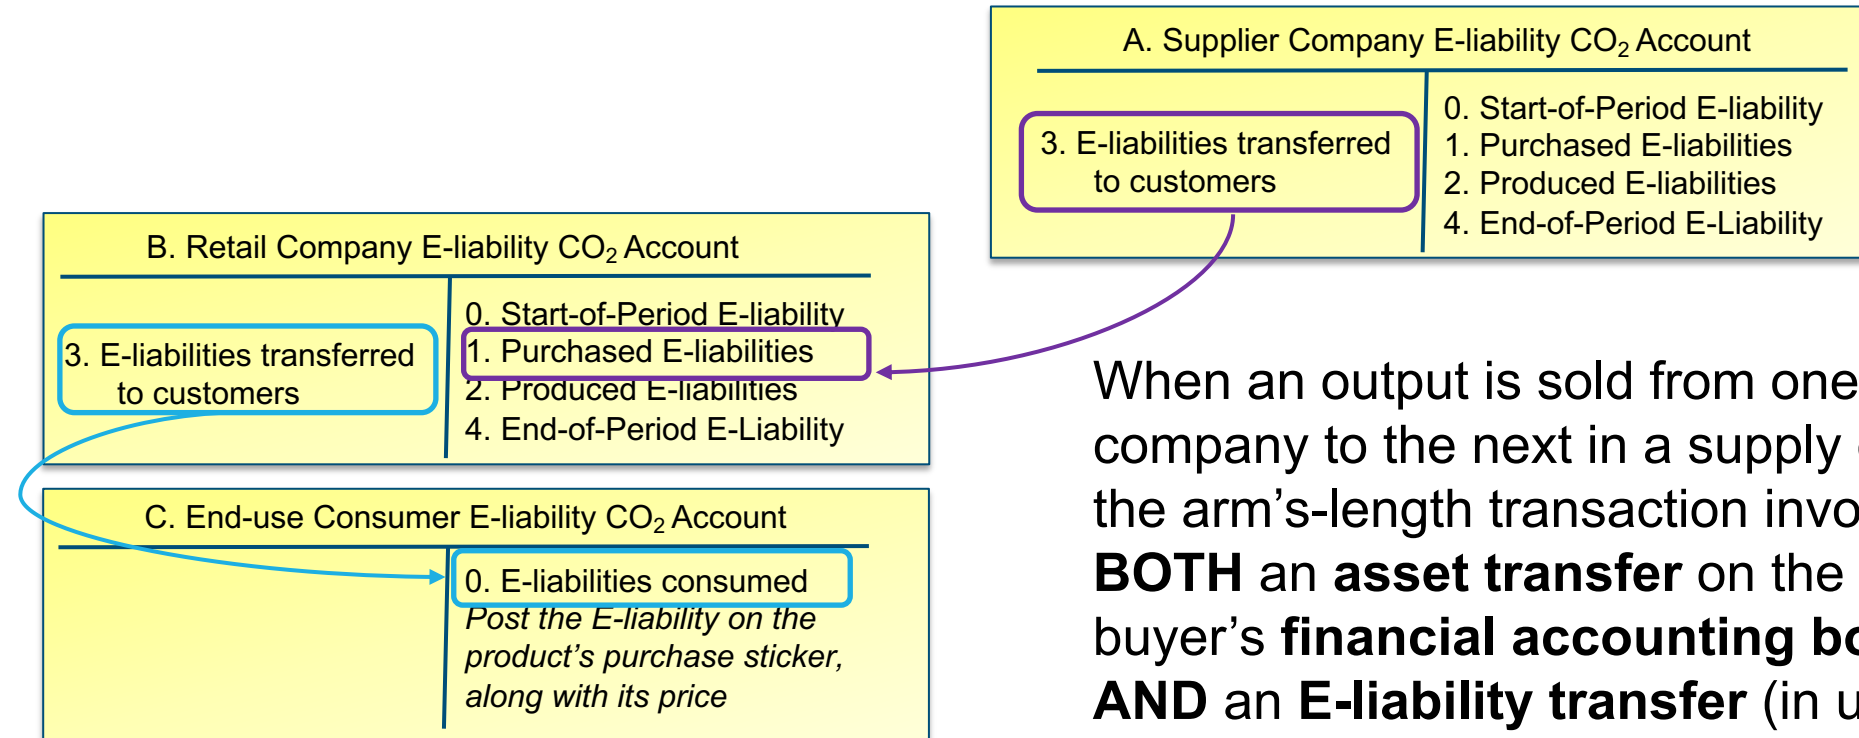 A. Supplier Company E-liability CO₂ Account
3. E-liabilities transferred
to customers
0. Start-of-Period E-liability
1. Purchased E-liabilities
2. Produced E-liabilities
4. End-of-Period E-Liability
B. Retail Company E-liability CO₂ Account
3. E-liabilities transferred
to customers
0. Start-of-Period E-liability
1. Purchased E-liabilities
2. Produced E-liabilities
4. End-of-Period E-Liability
C. End-use Consumer E-liability CO₂ Account
0. E-liabilities consumed
Post the E-liability on the
product’s purchase sticker,
along with its price
When an output is sold from one
company to the next in a supply
the arm’s-length transaction
BOTH an asset transfer on the
buyer’s financial accounting
AND an E-liability transfer (in